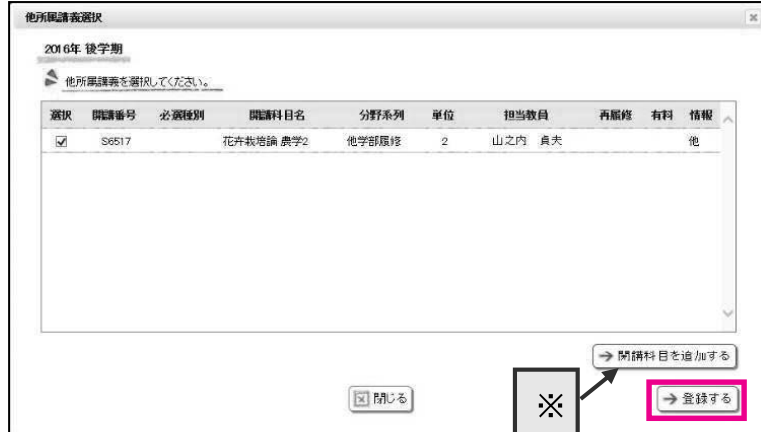 他所属講義選択
2016年 後学期
他所属講義を選択してください。
選択 開講番号 必選種別 開講科目名 分野系列 単位 担当教員 再履修 有料 情報
S6517 花卉栽培論 農学2 他学部履修 2 山之内 貞夫 他
開講科目を追加する
閉じる ※ 登録する